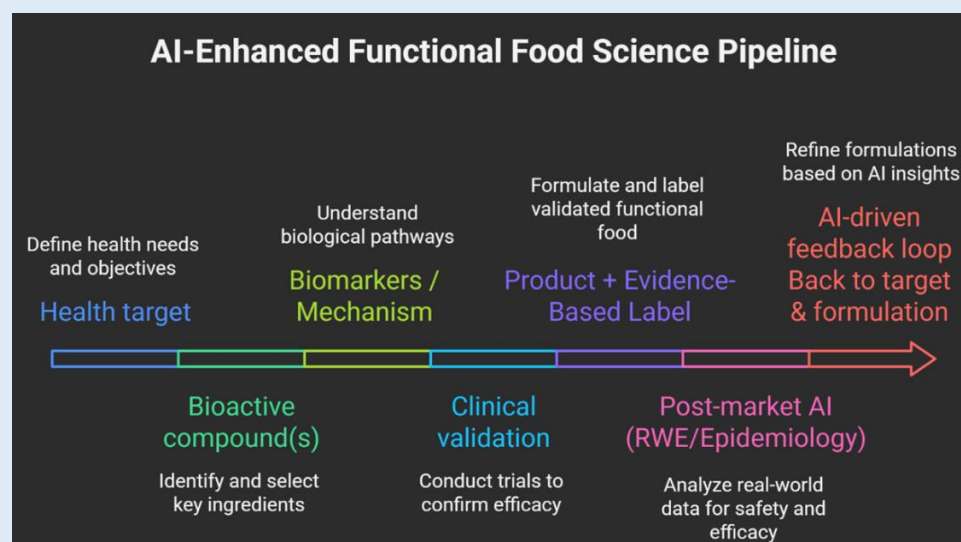 AI-Enhanced Functional Food Science Pipeline
Define health needs
and objectives
Health target
Bioactive
compound(s)
Identify and select
key ingredients
Understand
biological pathways
Biomarkers /
Mechanism
Clinical
validation
Conduct trials to
confirm efficacy
Formulate and label
validated functional
food
Product + Evidence-
Based Label
Post-market AI
(RWE/Epidemiology)
Analyze real-world
data for safety and
efficacy
Refine formulations
based on AI insights
AI-driven
feedback loop
Back to target
& formulation